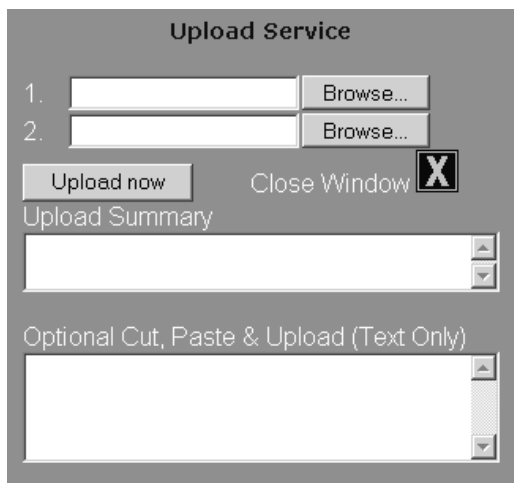 Upload Service
1. Browse...
2. Browse...
Upload now Close Window X
Upload Summary
Optional Cut, Paste & Upload (Text Only)